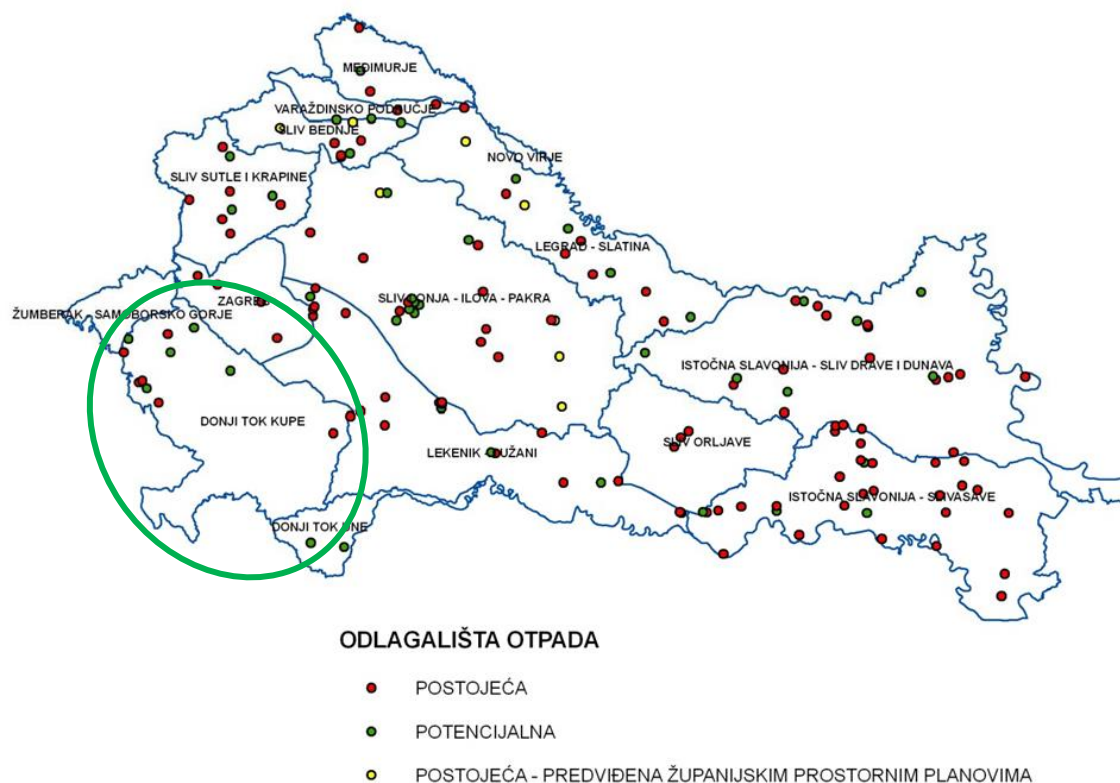 MEĐIMURJE
VARAŽDINSKO PODRUČJE
SLIV BEDNJE
NOVO VIRJE
SLIV SUTLE I KRAPINE
LEGRAD - SLATINA
ZAGREB
SLIV LONJA - ILOVA - PAKRA
ŽUMBERAK - SAMOBORSKO GORJE
ISTOČNA SLAVONIJA - SLIV DRAVE I DUNAVA
DONJI TOK KUPE
SLIV ORLJAVE
LEKENIK - LUŽANI
ISTOČNA SLAVONIJA - SLIV SAVE
DONJI TOK UNE
ODLAGALIŠTA OTPADA
POSTOJEĆA
POTENCIJALNA
POSTOJEĆA - PREDVIĐENA ŽUPANIJSKIM PROSTORNIM PLANOVIMA